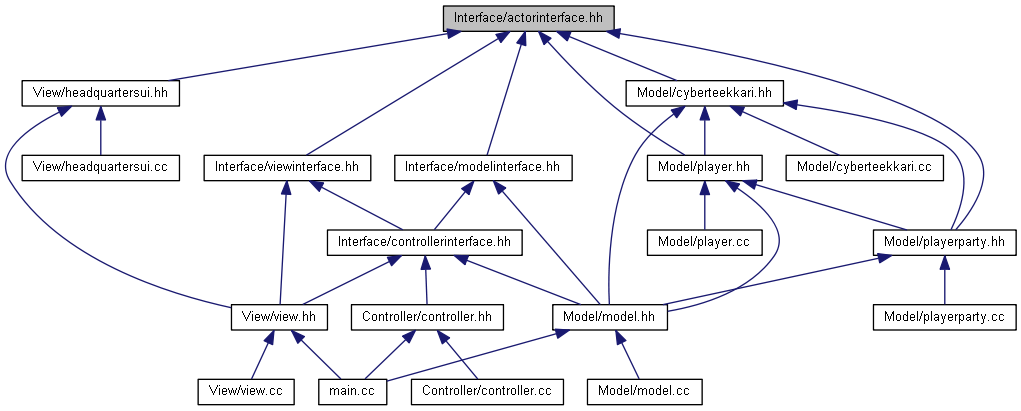 Interface/actorinterface.hh
View/headquartersui.hh
Model/cyberteekkari.hh
View/headquartersui.cc
Interface/viewinterface.hh
Interface/modelinterface.hh
Model/player.hh
Model/cyberteekkari.cc
Interface/controllerinterface.hh
Model/player.cc
Model/playerparty.hh
View/view.hh
Controller/controller.hh
Model/model.hh
Model/playerparty.cc
View/view.cc
main.cc
Controller/controller.cc
Model/model.cc